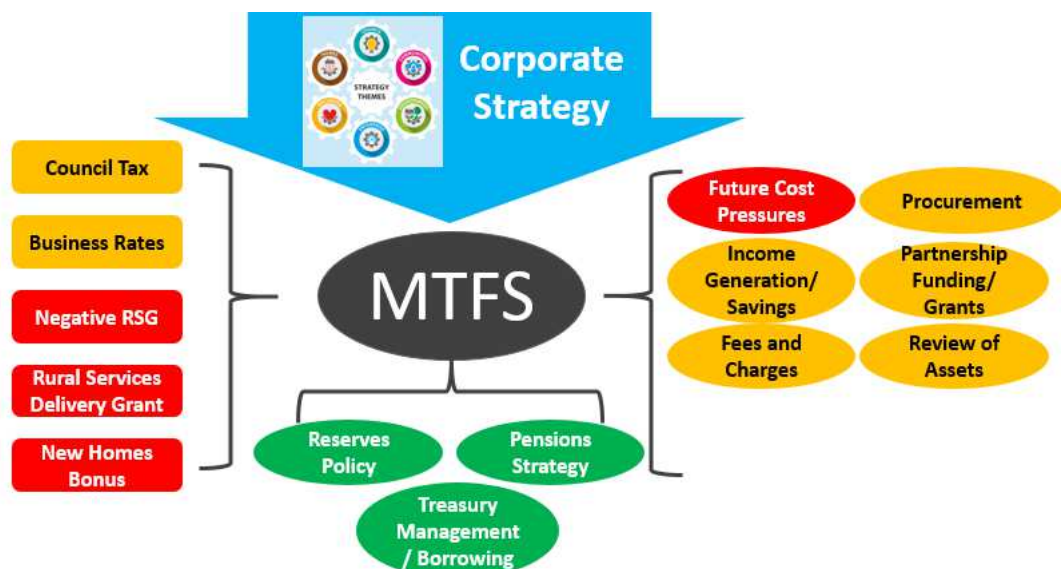 Corporate
Strategy
STRATEGY
THEMES
Council Tax
Business Rates
Negative RSG
Rural Services
Delivery Grant
New Homes
Bonus
MTFS
Future Cost
Pressures
Procurement
Income
Generation/
Savings
Partnership
Funding/
Grants
Fees and
Charges
Review of
Assets
Reserves
Policy
Pensions
Strategy
Treasury
Management
/ Borrowing